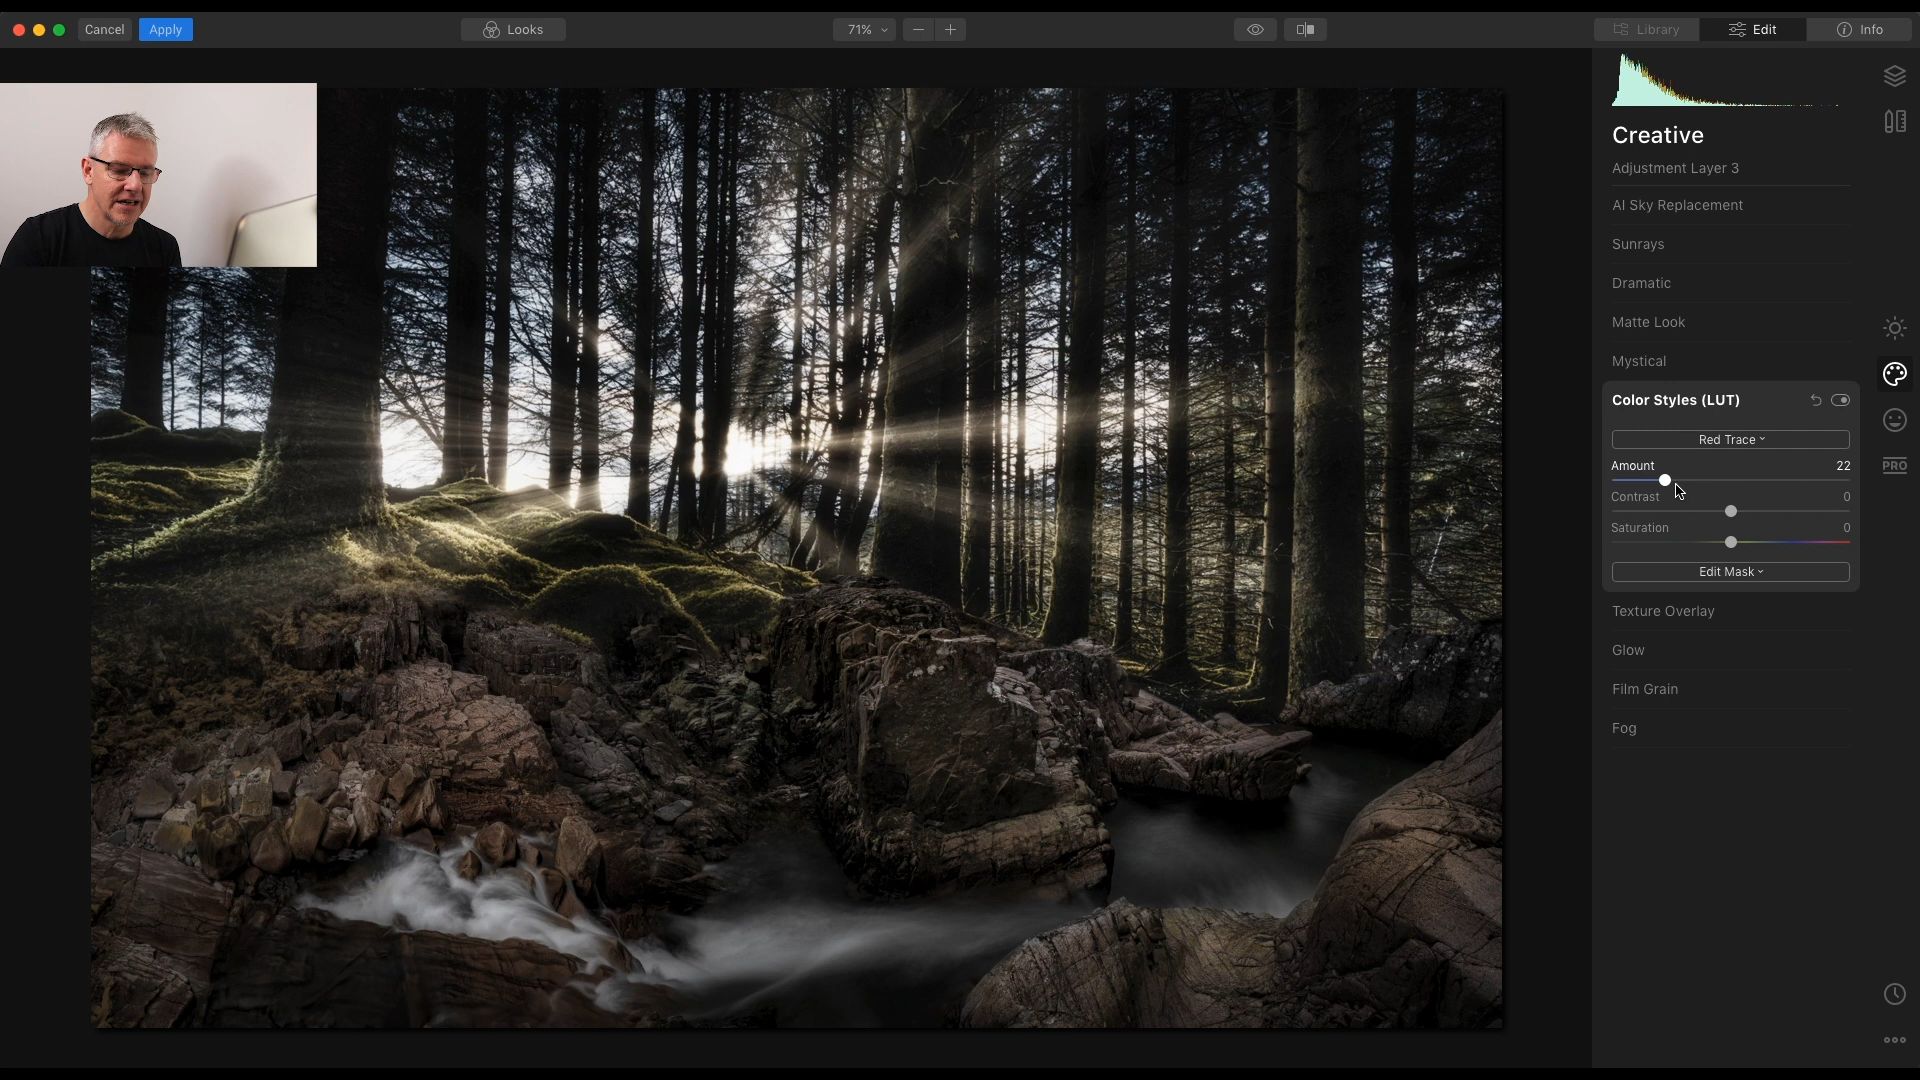 Cancel
Apply
Looks
71%
Library
Edit
Info
Creative
Adjustment Layer 3
AI Sky Replacement
Sunrays
Dramatic
Matte Look
Mystical
Color Styles (LUT)
Red Trace
Amount 22
Contrast 0
Saturation 0
Edit Mask
Texture Overlay
Glow
Film Grain
Fog
PRO